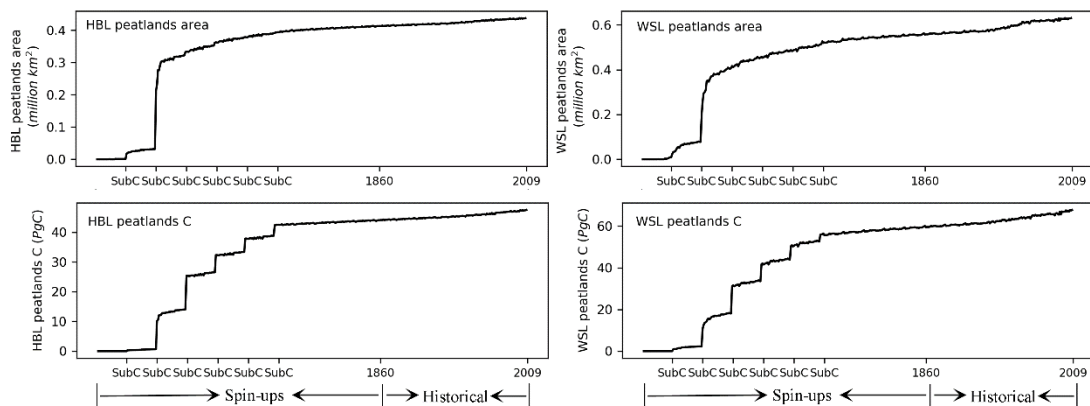 HBL peatlands area
HBL peatlands area
(million km²)
0.4
0.3
0.2
0.1
0.0
SubC SubC SubC SubC SubC SubC 1860 2009
WSL peatlands area
WSL peatlands area
(million km²)
0.6
0.4
0.2
0.0
SubC SubC SubC SubC SubC SubC 1860 2009
HBL peatlands C
HBL peatlands C (PgC)
40
30
20
10
0
SubC SubC SubC SubC SubC SubC 1860 2009
Spin-ups Historical
WSL peatlands C
WSL peatlands C (PgC)
60
40
20
0
SubC SubC SubC SubC SubC SubC 1860 2009
Spin-ups Historical